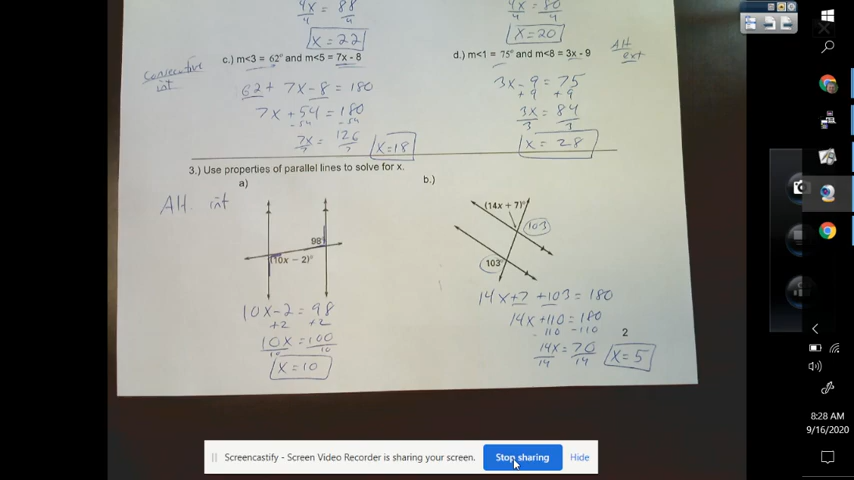 4x = 88
4 4
x = 22
4x = 80
4 4
x = 20
Consecutive
int
c.) m<3 = 62° and m<5 = 7x - 8
62 + 7x - 8 = 180
7x + 54 = 180
- 54 - 54
7x = 126
7 7
x = 18
d.) m<1 = 75° and m<8 = 3x - 9
Alt
ext
3x - 9 = 75
+ 9 + 9
3x = 84
3 3
x = 28
3.) Use properties of parallel lines to solve for x.
a)
Alt. int
98°
(10x − 2)°
10x - 2 = 98
+2 +2
10x = 100
10 10
x = 10
b.)
(14x + 7)°
103
103°
14x + 7 + 103 = 180
14x + 110 = 180
- 110 - 110
14x = 70
14 14
x = 5
2
Screencastify - Screen Video Recorder is sharing your screen.
Stop sharing
Hide
8:28 AM
9/16/2020